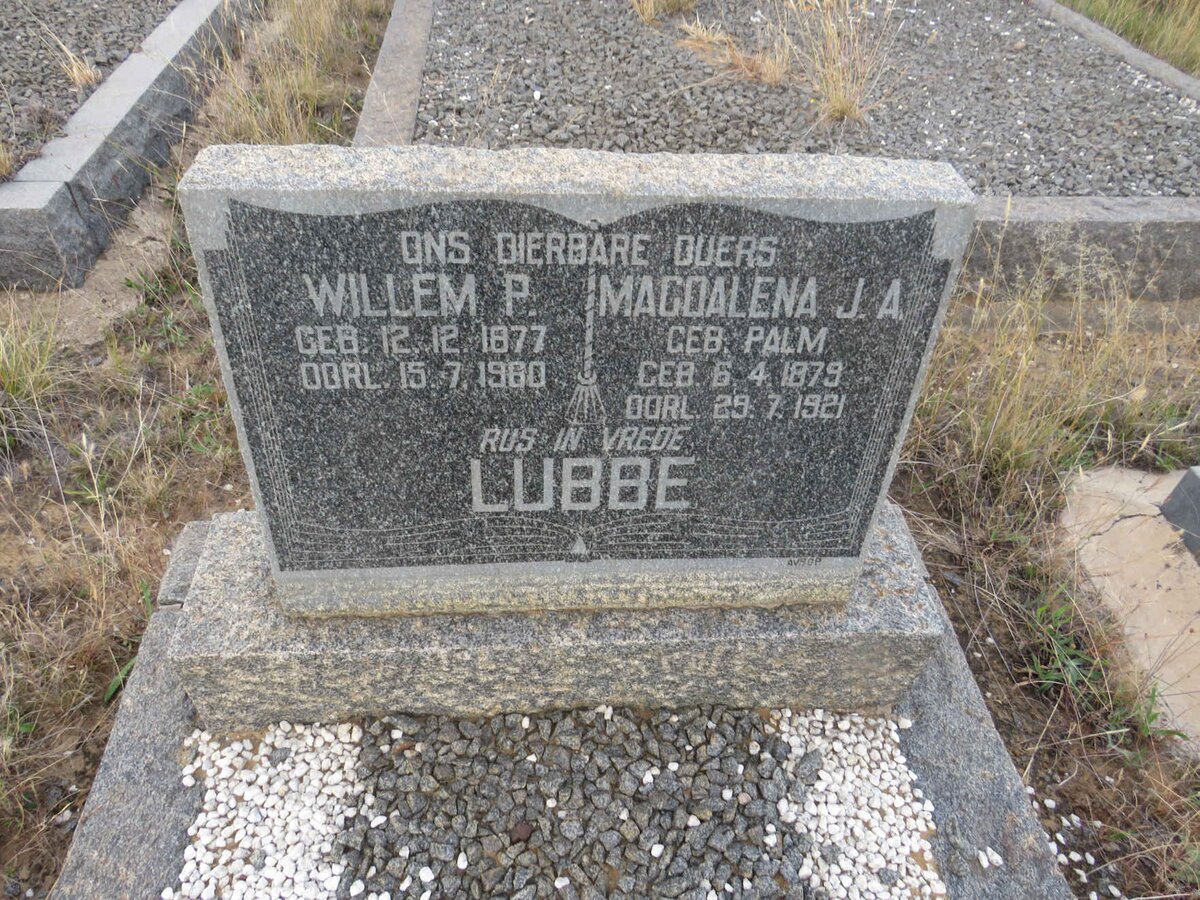 ONS DIERBARE OUERS
WILLEM P.
GEB. 12. 12. 1877
OORL. 15. 7. 1960
MAGDALENA J. A.
GEB. PALM
GEB 6. 4. 1879
OORL. 29. 7. 1921
RUS IN VREDE
LUBBE